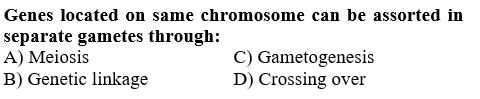 Genes located on same chromosome can be assorted in
separate gametes through:
A) Meiosis C) Gametogenesis
B) Genetic linkage D) Crossing over